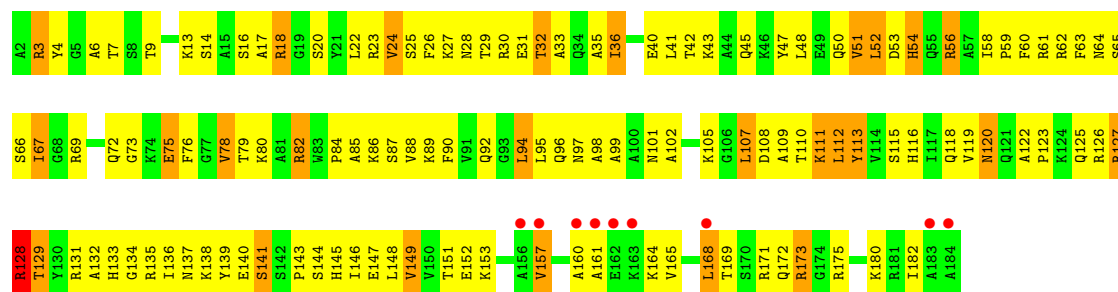 A2 R3 Y4 G5 A6 T7 S8 T9 K13 S14 A15 S16 A17 R18 G19 S20 Y21 L22 R23 V24 S25 F26 K27 N28 T29 R30 E31 T32 A33 Q34 A35 I36 E40 L41 T42 K43 A44 Q45 K46 Y47 L48 E49 Q50 V51 L52 D53 H54 Q55 R56 A57 I58 P59 F60 R61 R62 F63 N64 S65
S66 I67 G68 R69 Q72 G73 K74 E75 F76 G77 V78 T79 K80 A81 R82 W83 P84 A85 K86 S87 V88 K89 F90 V91 Q92 G93 L94 L95 Q96 N97 A98 A99 A100 N101 A102 K105 G106 L107 D108 A109 T110 K111 L112 Y113 V114 S115 H116 I117 Q118 V119 N120 Q121 A122 P123 K124 Q125 R126 R127
R128 T129 Y130 R131 A132 H133 G134 R135 I136 N137 K138 Y139 E140 S141 S142 P143 S144 H145 I146 E147 L148 V149 V150 T151 E152 K153 A156 V157 A160 A161 E162 K163 K164 V165 L168 T169 S170 R171 Q172 R173 G174 R175 K180 R181 T182 A183 A184